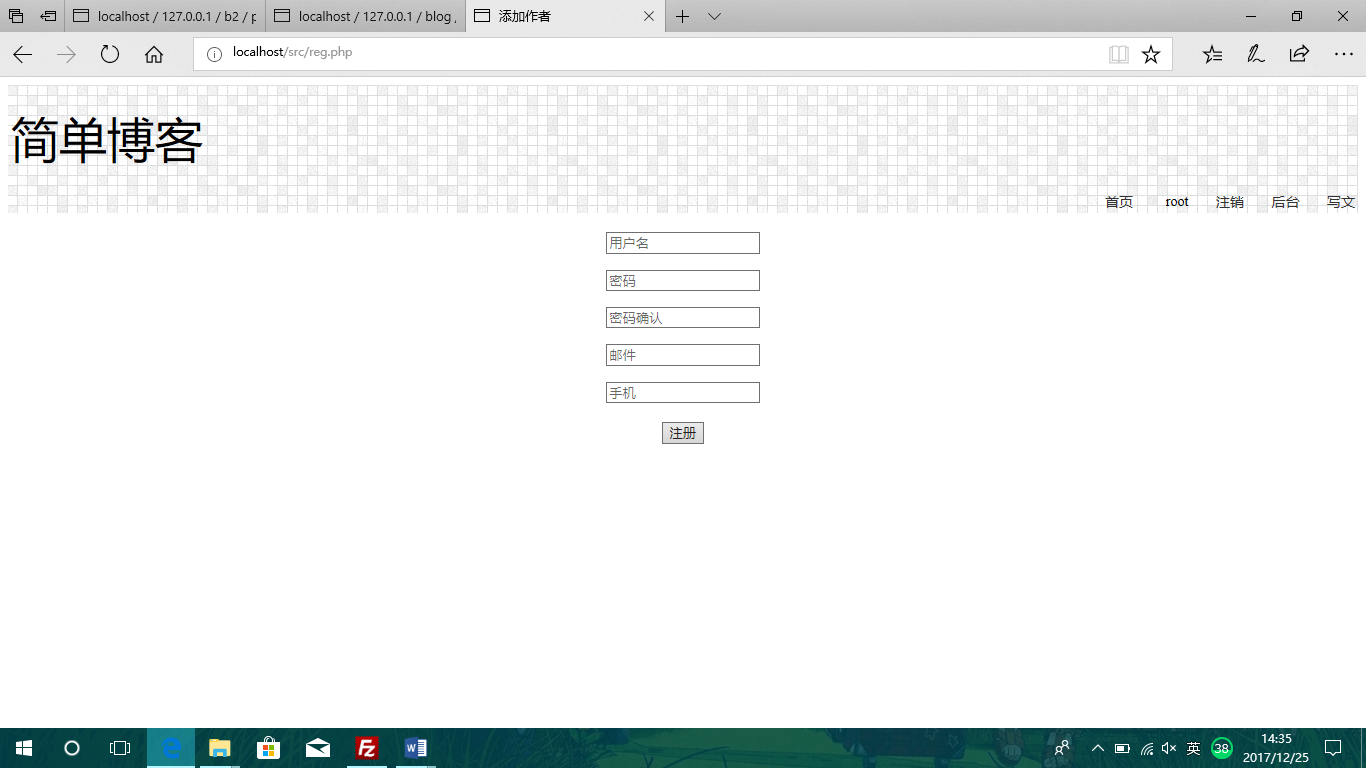 localhost / 127.0.0.1 / b2 / p
localhost / 127.0.0.1 / blog /
添加作者
localhost/src/reg.php
简单博客
首页 root 注销 后台 写文
用户名
密码
密码确认
邮件
手机
注册
英 38 14:35
2017/12/25